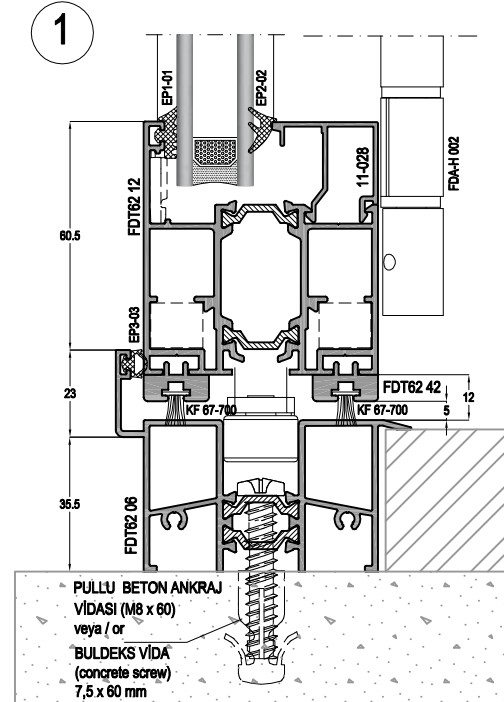 1
EP1-01
EP2-02
FDT62 12
11-028
FDA-H 002
60.5
EP3-03
23
FDT62 42
12
KF 67-700
KF 67-700
5
35.5
FDT62 06
PULLU BETON ANKRAJ
VİDASI (M8 x 60)
veya / or
BULDEKS VİDA
(concrete screw)
7,5 x 60 mm